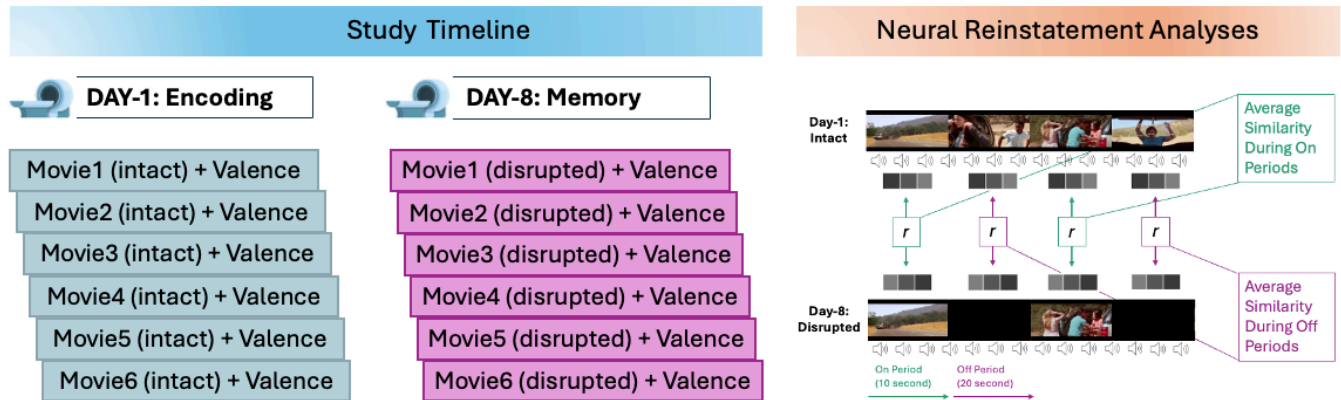 Study Timeline
DAY-1: Encoding
Movie1 (intact) + Valence
Movie2 (intact) + Valence
Movie3 (intact) + Valence
Movie4 (intact) + Valence
Movie5 (intact) + Valence
Movie6 (intact) + Valence
DAY-8: Memory
Movie1 (disrupted) + Valence
Movie2 (disrupted) + Valence
Movie3 (disrupted) + Valence
Movie4 (disrupted) + Valence
Movie5 (disrupted) + Valence
Movie6 (disrupted) + Valence
Neural Reinstatement Analyses
Day-1:
Intact
Average
Similarity
During On
Periods
r
r
r
r
Day-8:
Disrupted
Average
Similarity
During Off
Periods
On Period
(10 second)
Off Period
(20 second)